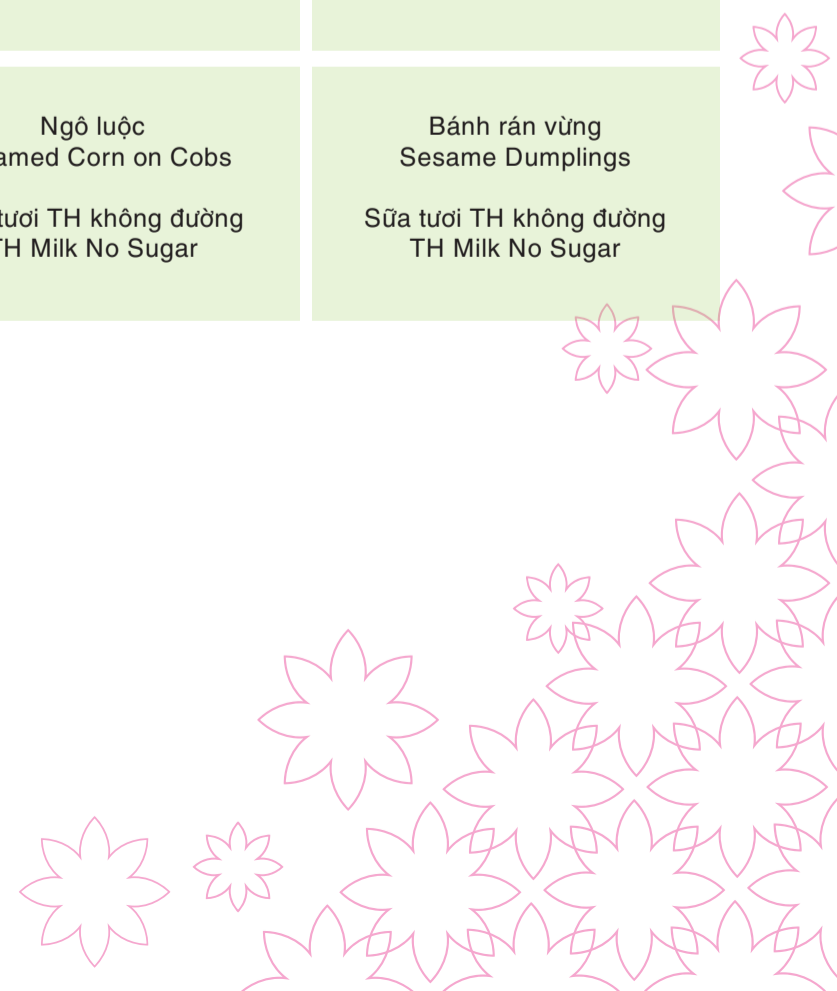 Ngô luộc
amed Corn on Cobs
tươi TH không đường
TH Milk No Sugar
Bánh rán vừng
Sesame Dumplings
Sữa tươi TH không đường
TH Milk No Sugar